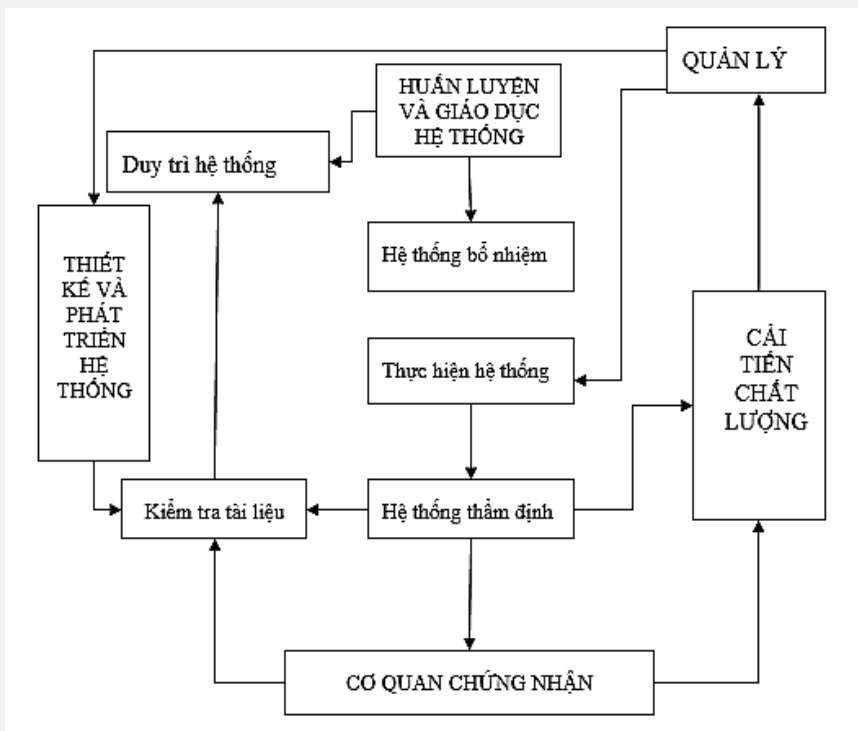 QUẢN LÝ
HUẤN LUYỆN
VÀ GIÁO DỤC
HỆ THỐNG
Duy trì hệ thống
THIẾT
KẾ VÀ
PHÁT
TRIỂN
HỆ
THỐNG
Hệ thống bổ nhiệm
Thực hiện hệ thống
CẢI
TIẾN
CHẤT
LƯỢNG
Kiểm tra tài liệu
Hệ thống thẩm định
CƠ QUAN CHỨNG NHẬN